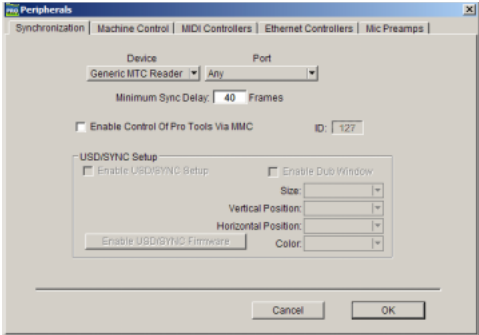 PRO Peripherals
Synchronization Machine Control MIDI Controllers Ethernet Controllers Mic Preamps
Device Port
Generic MTC Reader Any
Minimum Sync Delay: 40 Frames
Enable Control Of Pro Tools Via MMC ID: 127
USD/SYNC Setup
Enable USD/SYNC Setup Enable Dub Window
Size:
Vertical Position:
Horizontal Position:
Enable USD/SYNC Firmware Color:
Cancel OK